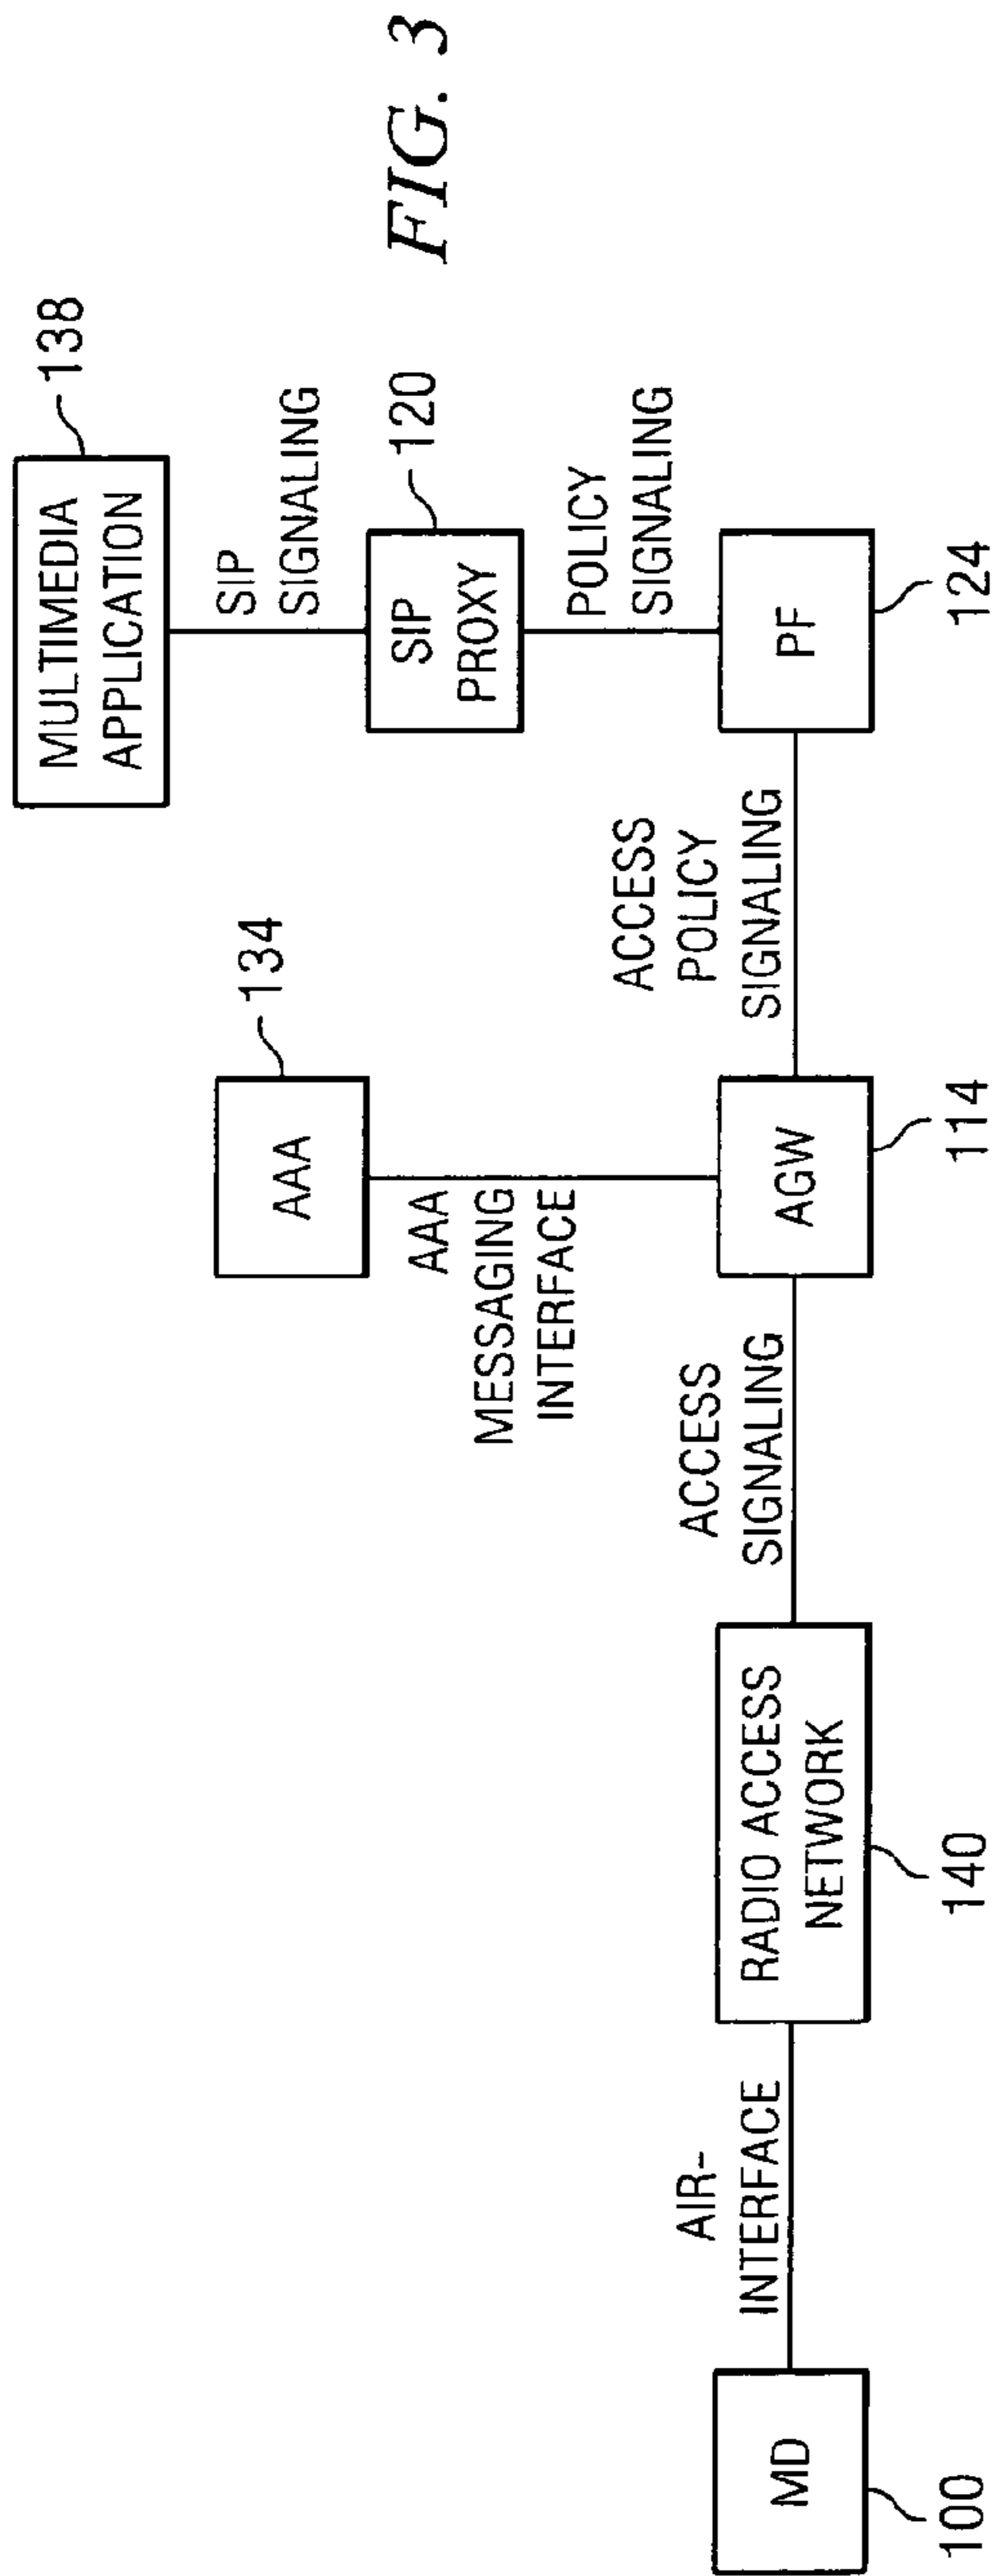 MULTIMEDIA
APPLICATION
138
SIP
SIGNALING
AAA
134
SIP
PROXY
120
FIG. 3
AAA
MESSAGING
INTERFACE
POLICY
SIGNALING
MD
100
AIR-
INTERFACE
RADIO ACCESS
NETWORK
140
ACCESS
SIGNALING
AGW
114
ACCESS
POLICY
SIGNALING
PF
124